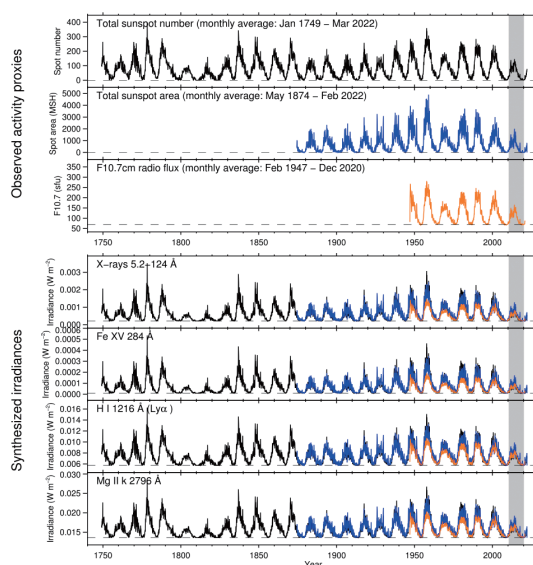 Observed activity proxies
Total sunspot number (monthly average: Jan 1749 − Mar 2022)
Spot number
400
300
200
100
0
Total sunspot area (monthly average: May 1874 − Feb 2022)
Spot area (MSH)
5000
4000
3000
2000
1000
0
F10.7cm radio flux (monthly average: Feb 1947 − Dec 2020)
F10.7 (sfu)
350
300
250
200
150
100
50
1750 1800 1850 1900 1950 2000
Synthesized irradiances
X−rays 5.2−124 Å
Irradiance (W m⁻²)
0.003
0.002
0.001
0.000
Fe XV 284 Å
Irradiance (W m⁻²)
0.0005
0.0004
0.0003
0.0002
0.0001
0.0000
H I 1216 Å (Lyα )
Irradiance (W m⁻²)
0.016
0.014
0.012
0.010
0.008
0.006
Mg II k 2796 Å
Irradiance (W m⁻²)
0.030
0.025
0.020
0.015
1750 1800 1850 1900 1950 2000
Year